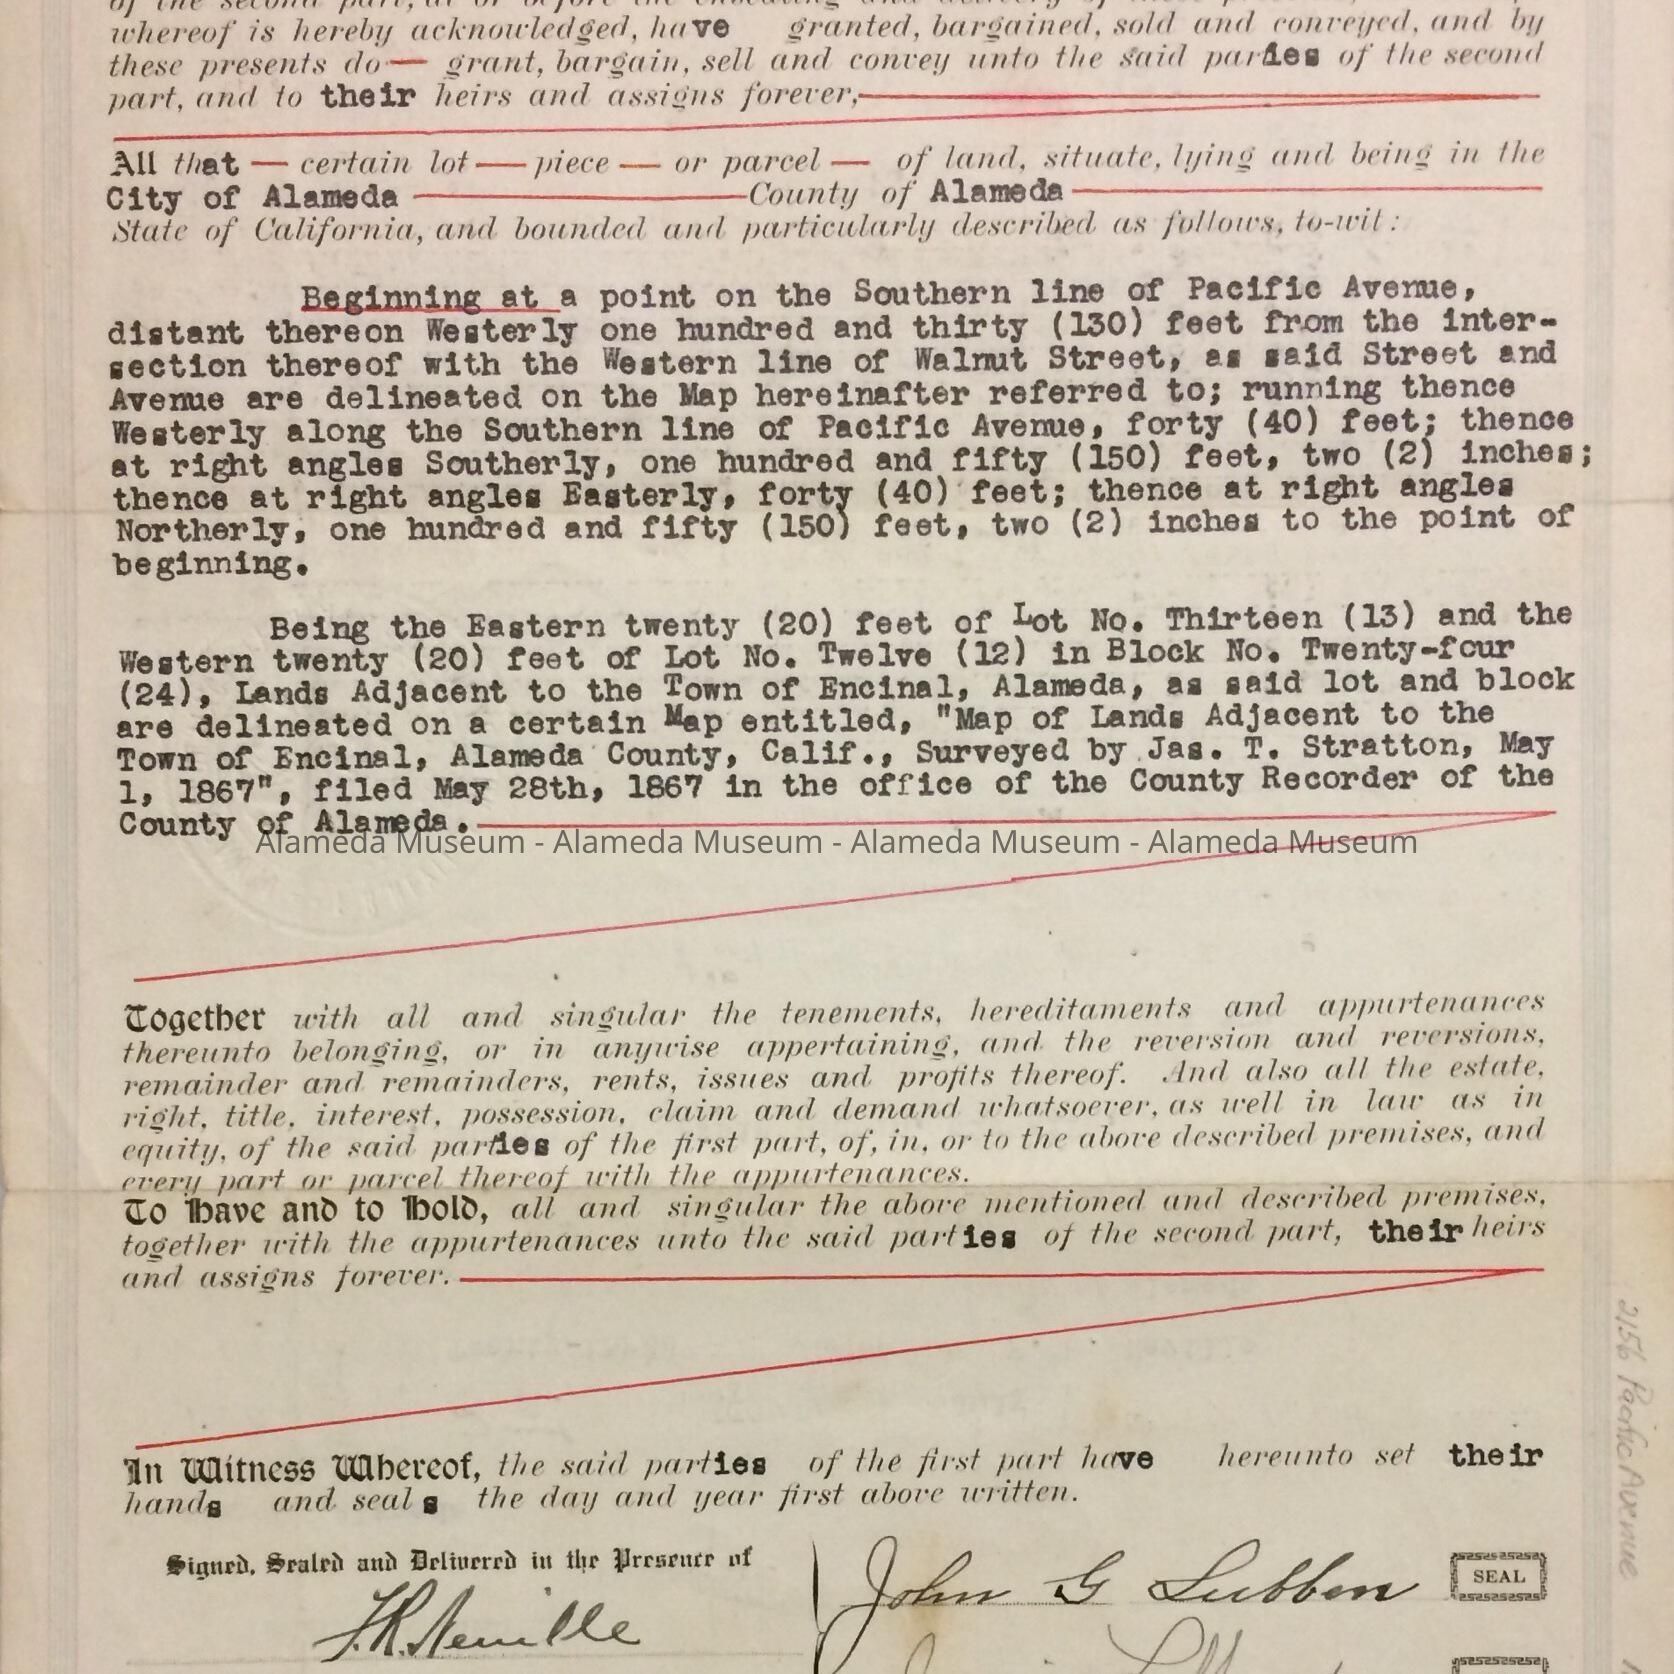 whereof is hereby acknowledged, have granted, bargained, sold and conveyed, and by
these presents do — grant, bargain, sell and convey unto the said parties of the second
part, and to their heirs and assigns forever,
All that — certain lot — piece — or parcel — of land, situate, lying and being in the
City of Alameda County of Alameda
State of California, and bounded and particularly described as follows, to-wit:
Beginning at a point on the Southern line of Pacific Avenue,
distant thereon Westerly one hundred and thirty (130) feet from the inter-
section thereof with the Western line of Walnut Street, as said Street and
Avenue are delineated on the Map hereinafter referred to; running thence
Westerly along the Southern line of Pacific Avenue, forty (40) feet; thence
at right angles Southerly, one hundred and fifty (150) feet, two (2) inches;
thence at right angles Easterly, forty (40) feet; thence at right angles
Northerly, one hundred and fifty (150) feet, two (2) inches to the point of
beginning.
Being the Eastern twenty (20) feet of Lot No. Thirteen (13) and the
Western twenty (20) feet of Lot No. Twelve (12) in Block No. Twenty-four
(24), Lands Adjacent to the Town of Encinal, Alameda, as said lot and block
are delineated on a certain Map entitled, "Map of Lands Adjacent to the
Town of Encinal, Alameda County, Calif., Surveyed by Jas. T. Stratton, May
1, 1867", filed May 28th, 1867 in the office of the County Recorder of the
County of Alameda.
Alameda Museum - Alameda Museum - Alameda Museum - Alameda Museum
Together with all and singular the tenements, hereditaments and appurtenances
thereunto belonging, or in anywise appertaining, and the reversion and reversions,
remainder and remainders, rents, issues and profits thereof. And also all the estate,
right, title, interest, possession, claim and demand whatsoever, as well in law as in
equity, of the said parties of the first part, of, in, or to the above described premises, and
every part or parcel thereof with the appurtenances.
To Have and to Hold, all and singular the above mentioned and described premises,
together with the appurtenances unto the said parties of the second part, their heirs
and assigns forever.
In Witness Whereof, the said parties of the first part have hereunto set their
hands and seals the day and year first above written.
Signed, Sealed and Delivered in the Presence of
F.R. Neville
John G Lubben
SEAL
2156 Pacific Avenue